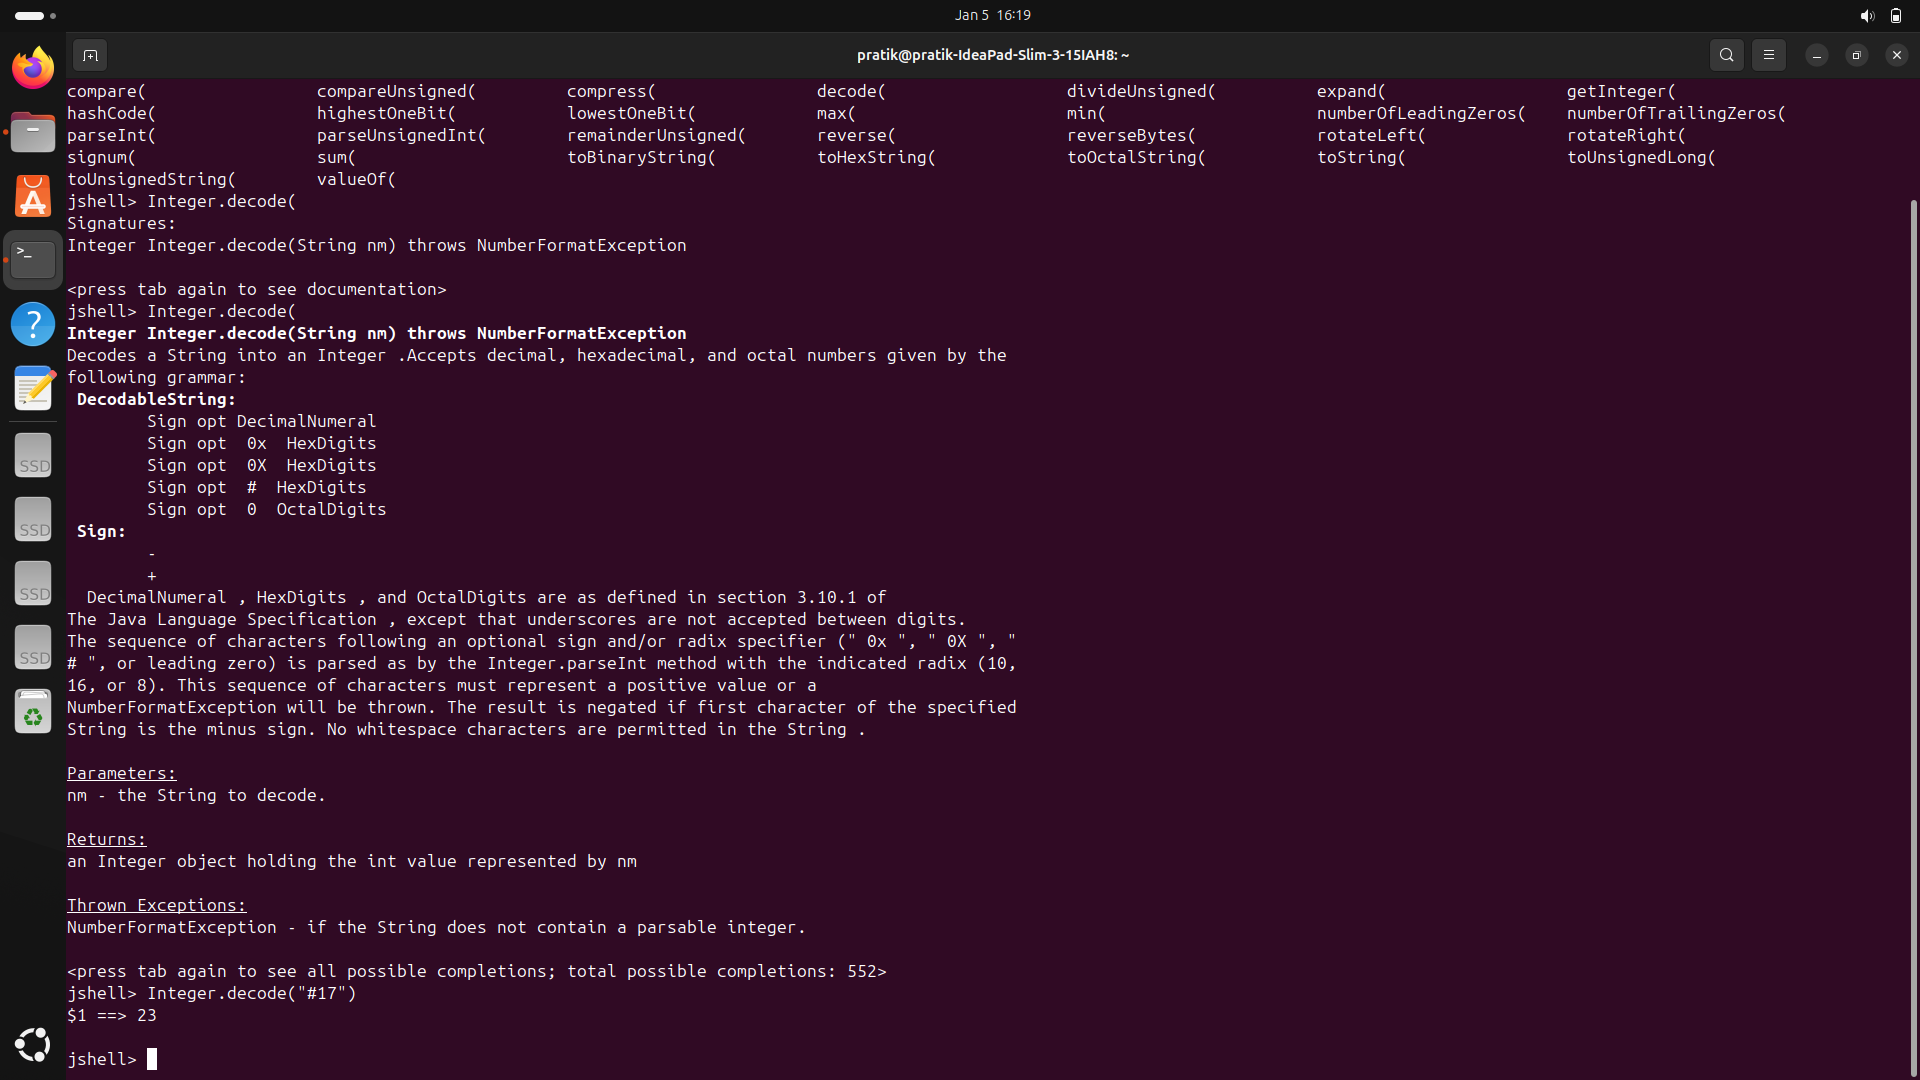 Jan 5 16:19
pratik@pratik-IdeaPad-Slim-3-15IAH8: ~
compare( compareUnsigned( compress( decode( divideUnsigned( expand( getInteger(
hashCode( highestOneBit( lowestOneBit( max( min( numberOfLeadingZeros( numberOfTrailingZeros(
parseInt( parseUnsignedInt( remainderUnsigned( reverse( reverseBytes( rotateLeft( rotateRight(
signum( sum( toBinaryString( toHexString( toOctalString( toString( toUnsignedLong(
toUnsignedString( valueOf(
jshell> Integer.decode(
Signatures:
Integer Integer.decode(String nm) throws NumberFormatException
<press tab again to see documentation>
jshell> Integer.decode(
Integer Integer.decode(String nm) throws NumberFormatException
Decodes a String into an Integer .Accepts decimal, hexadecimal, and octal numbers given by the
following grammar:
DecodableString:
Sign opt DecimalNumeral
Sign opt 0x HexDigits
Sign opt 0X HexDigits
Sign opt # HexDigits
Sign opt 0 OctalDigits
Sign:
-
+
DecimalNumeral , HexDigits , and OctalDigits are as defined in section 3.10.1 of
The Java Language Specification , except that underscores are not accepted between digits.
The sequence of characters following an optional sign and/or radix specifier (" 0x ", " 0X ", "
# ", or leading zero) is parsed as by the Integer.parseInt method with the indicated radix (10,
16, or 8). This sequence of characters must represent a positive value or a
NumberFormatException will be thrown. The result is negated if first character of the specified
String is the minus sign. No whitespace characters are permitted in the String .
Parameters:
nm - the String to decode.
Returns:
an Integer object holding the int value represented by nm
Thrown Exceptions:
NumberFormatException - if the String does not contain a parsable integer.
<press tab again to see all possible completions; total possible completions: 552>
jshell> Integer.decode("#17")
$1 ==> 23
jshell>
SSD
SSD
SSD
SSD